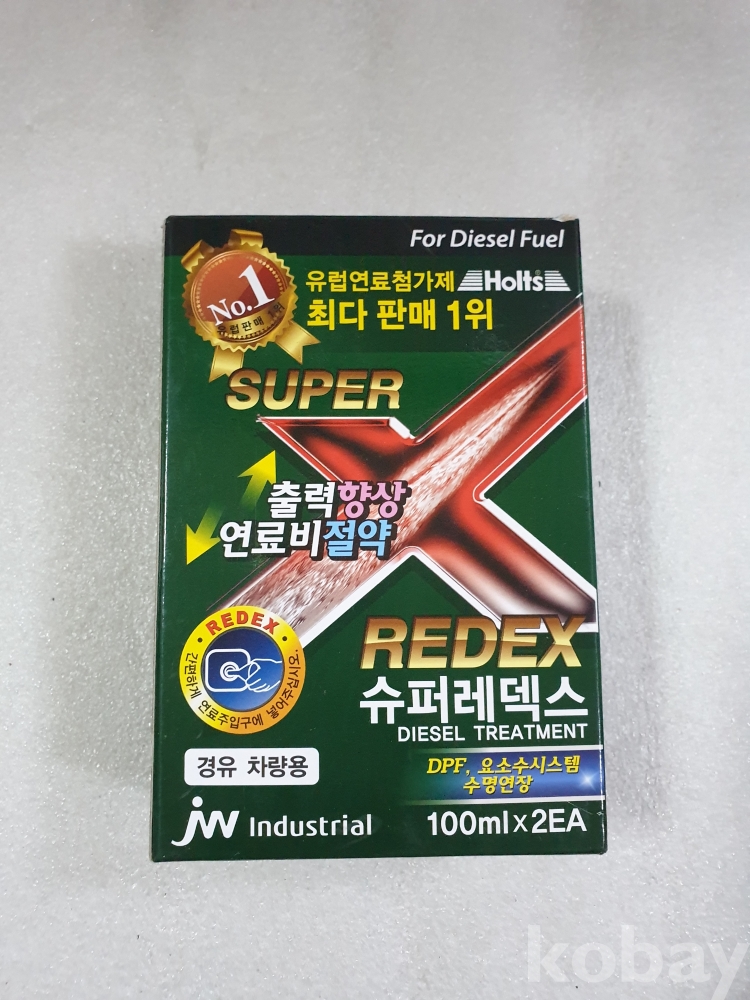 For Diesel Fuel
No.1
유럽판매 1위
유럽연료첨가제 Holts
최다 판매 1위
SUPER
출력향상
연료비절약
REDEX
간편하게 연료주입구에 넣어주십시오.
REDEX
슈퍼레덱스
DIESEL TREATMENT
경유 차량용
DPF, 요소수시스템
수명연장
jw Industrial
100ml x 2EA
kobay